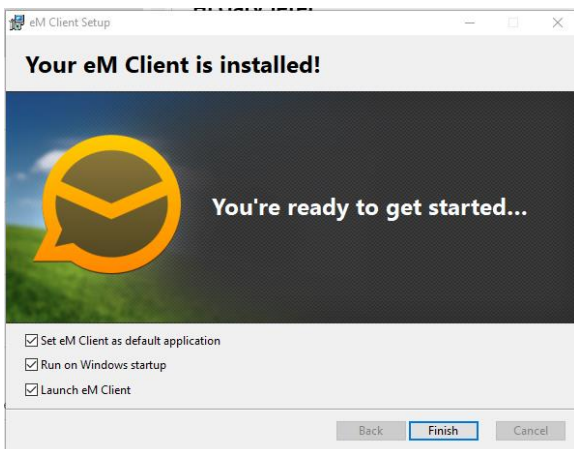 eM Client Setup
Your eM Client is installed!
You're ready to get started...
Set eM Client as default application
Run on Windows startup
Launch eM Client
Back Finish Cancel